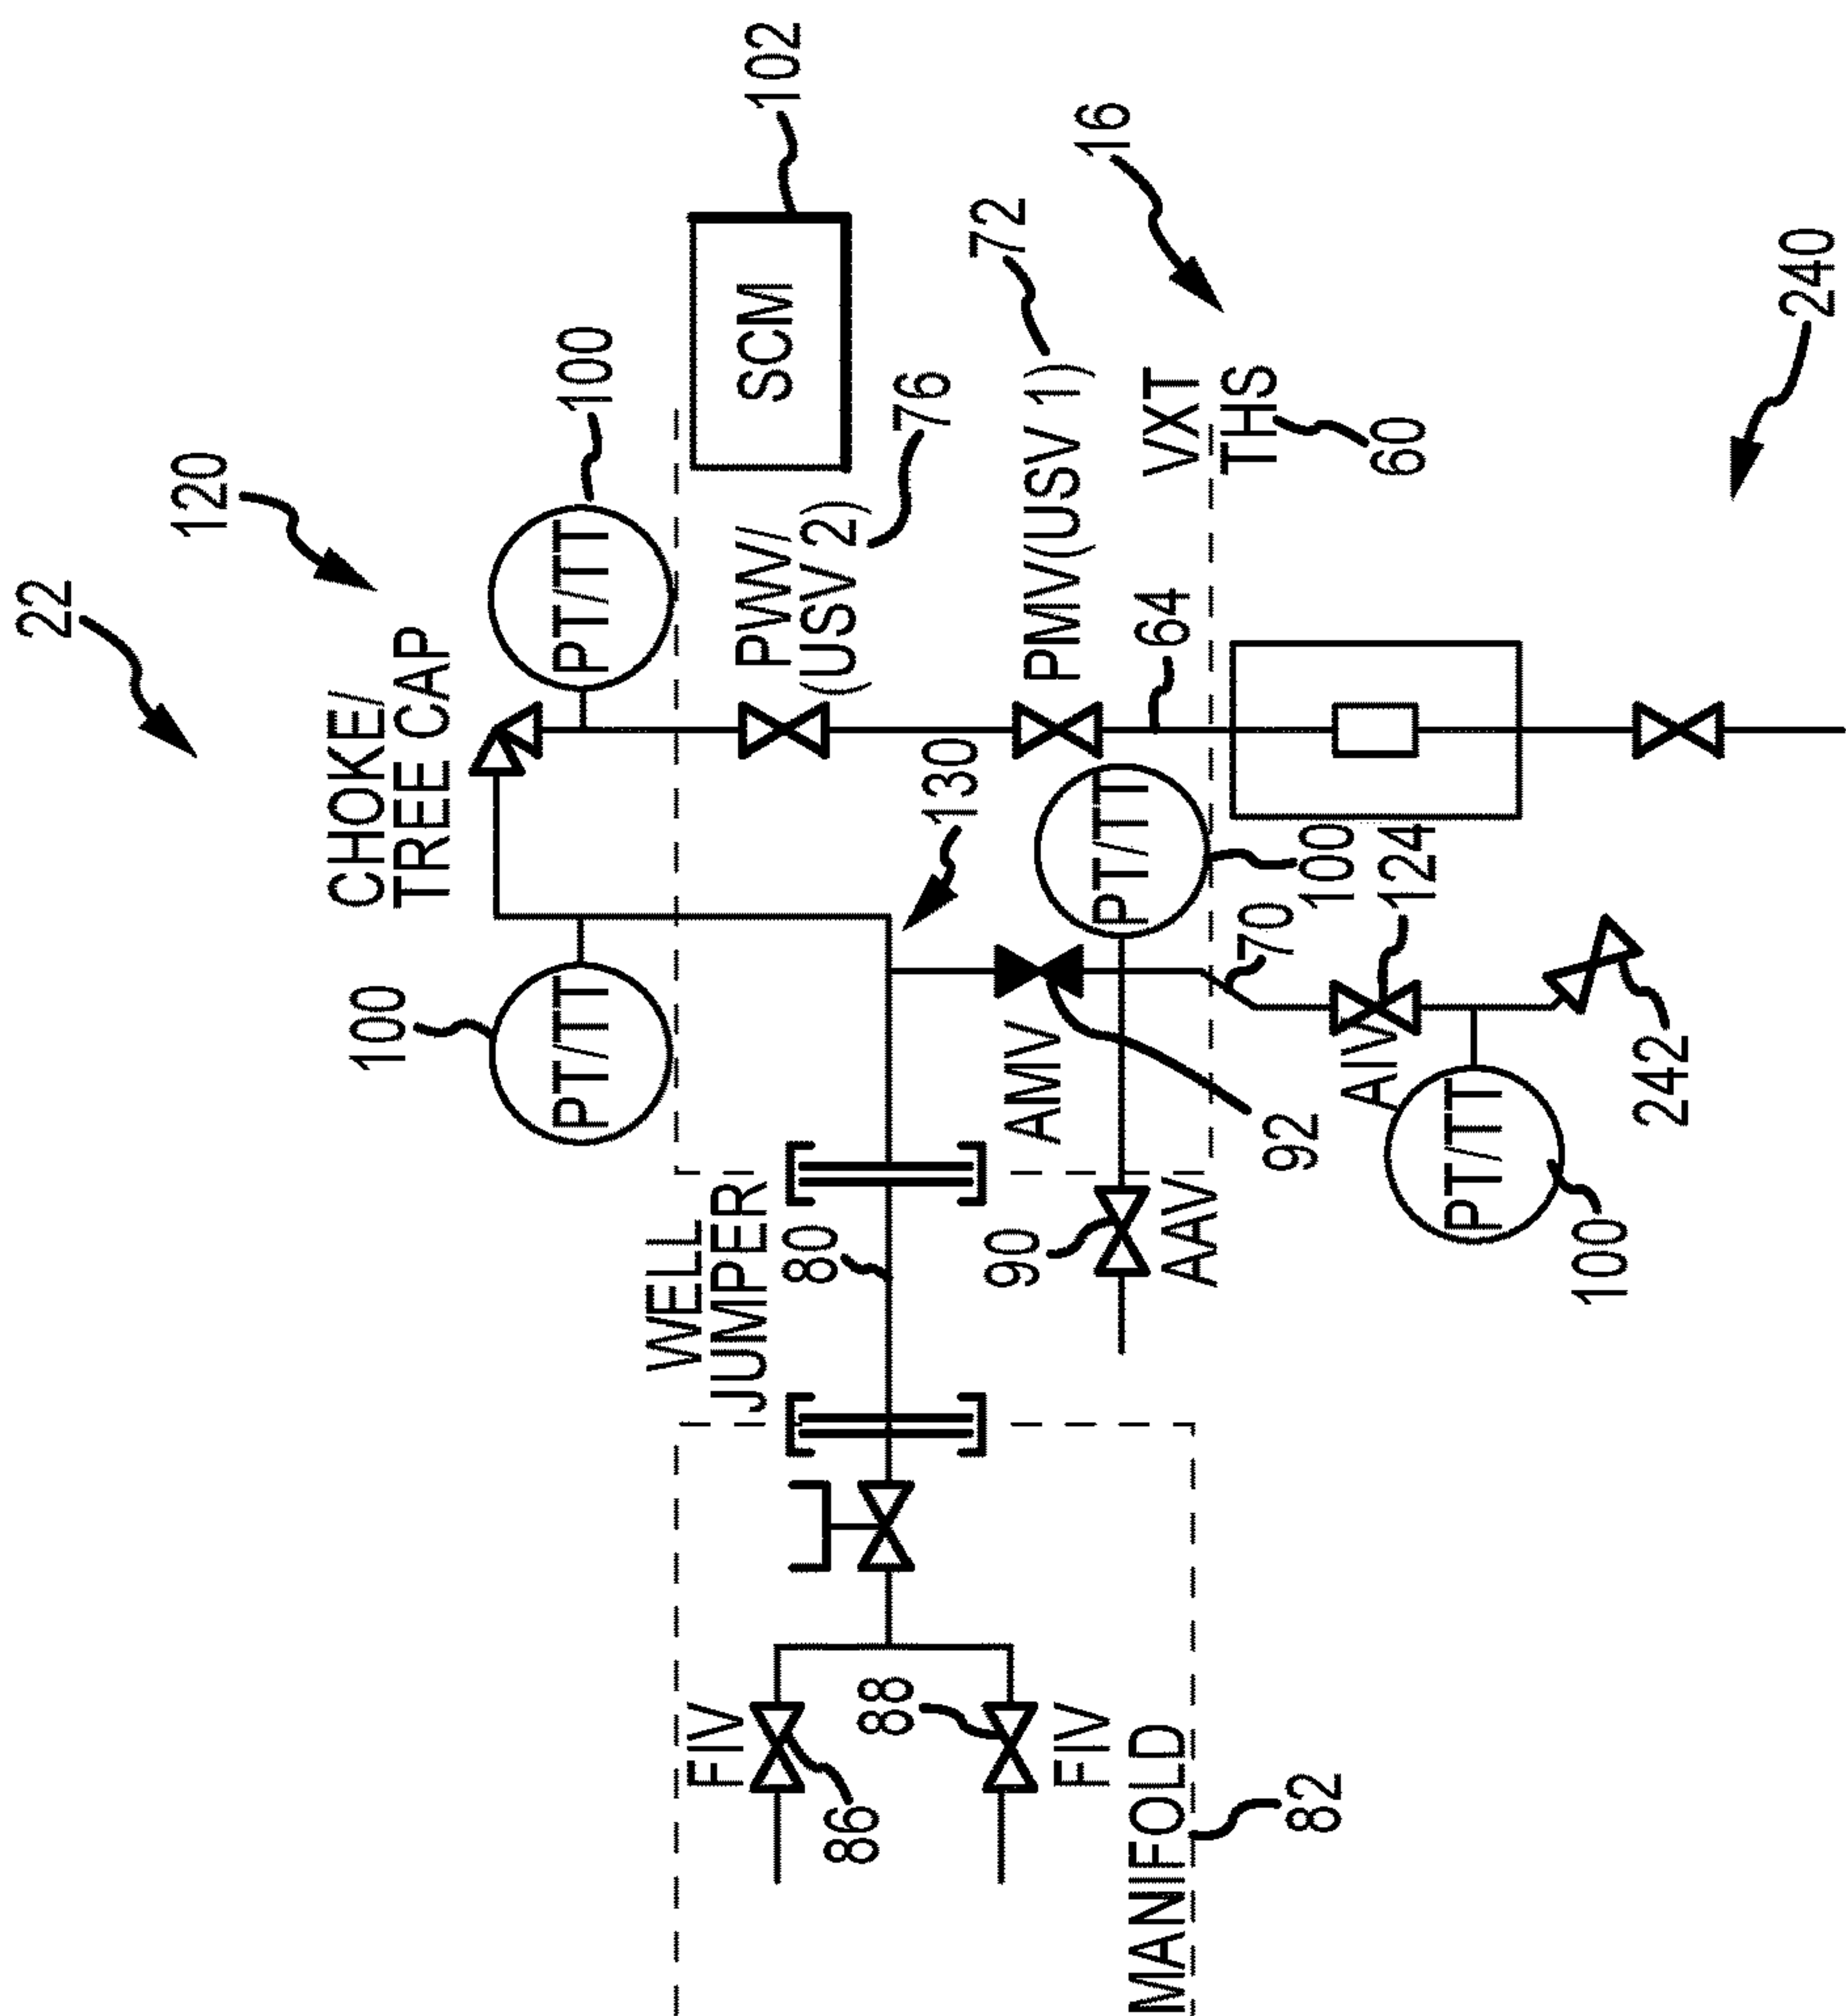 22
120
CHOKE/
TREE CAP
100
PT/TT
PT/TT
100
WELL
JUMPER
FIV
PWV/
(USV 2)
SCM
102
80
86
88
76
130
72
90
AMV
PMV(USV 1)
FIV
16
PT/TT
MANIFOLD
64
VXT
THS
AAV
70
92
82
100
AIV
60
124
PT/TT
100
242
240